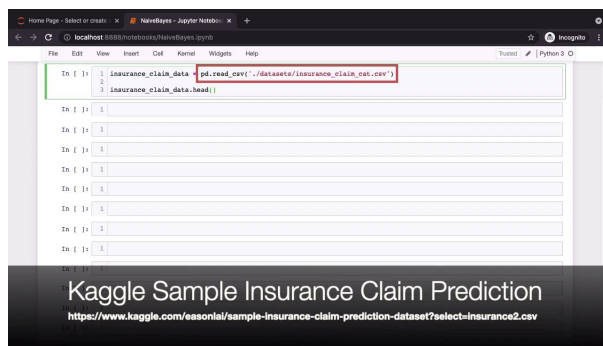 Home Page - Select or create
NaiveBayes - Jupyter Notebook
localhost:8888/notebooks/NaiveBayes.ipynb
Incognito
File Edit View Insert Cell Kernel Widgets Help
Trusted Python 3
In [ ]: 1 insurance_claim_data = pd.read_csv('./datasets/insurance_claim_cat.csv')
2
3 insurance_claim_data.head()
In [ ]: 1
In [ ]: 1
In [ ]: 1
In [ ]: 1
In [ ]: 1
In [ ]: 1
In [ ]: 1
In [ ]: 1
In [ ]: 1
Kaggle Sample Insurance Claim Prediction
https://www.kaggle.com/easonlai/sample-insurance-claim-prediction-dataset?select=insurance2.csv